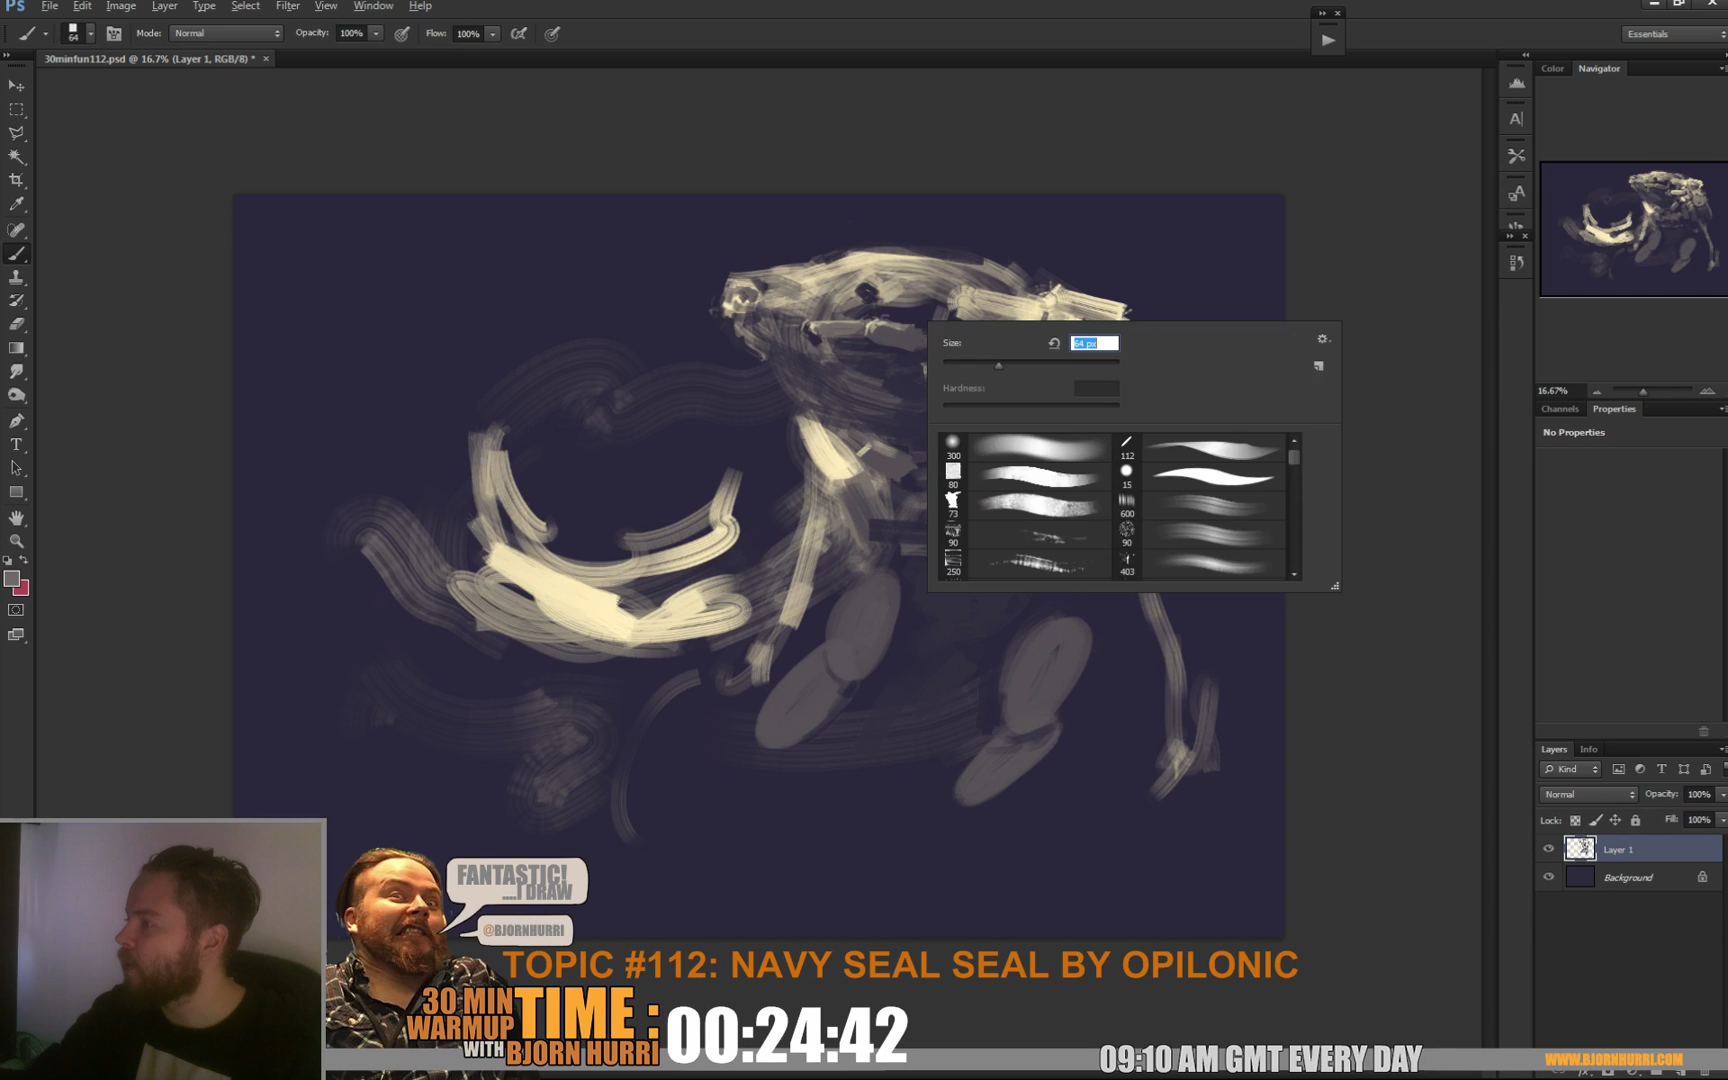 Ps File Edit Image Layer Type Select Filter View Window Help
64 Mode: Normal Opacity: 100% Flow: 100% Essentials
30minfun112.psd @ 16.7% (Layer 1, RGB/8) * ×
Color Navigator
Size: 64 px
Hardness:
300 112
80 15
73 600
90 90
250 403
16.67%
Channels Properties
No Properties
Layers Info
Kind
Normal Opacity: 100%
Lock: Fill: 100%
Layer 1
Background
FANTASTIC!
....I DRAW
@BJORNHURRI
TOPIC #112: NAVY SEAL SEAL BY OPILONIC
30 MIN
WARMUP
WITH BJORN HURRI
TIME : 00:24:42
09:10 AM GMT EVERY DAY
WWW.BJORNHURRI.COM